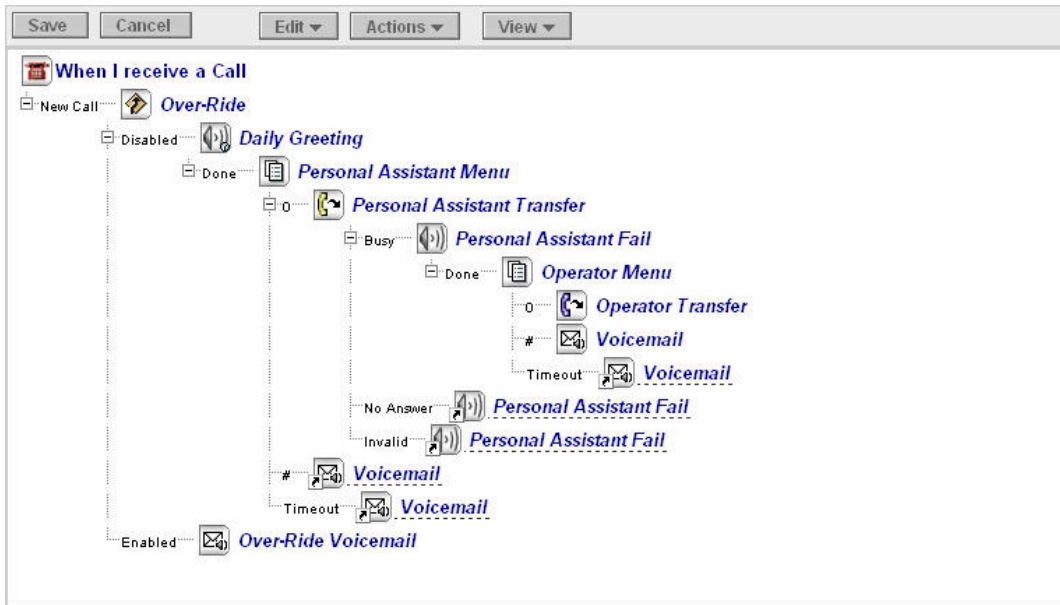 Save Cancel Edit Actions View
When I receive a Call
New Call Over-Ride
Disabled Daily Greeting
Done Personal Assistant Menu
0 Personal Assistant Transfer
Busy Personal Assistant Fail
Done Operator Menu
0 Operator Transfer
# Voicemail
Timeout Voicemail
No Answer Personal Assistant Fail
Invalid Personal Assistant Fail
# Voicemail
Timeout Voicemail
Enabled Over-Ride Voicemail